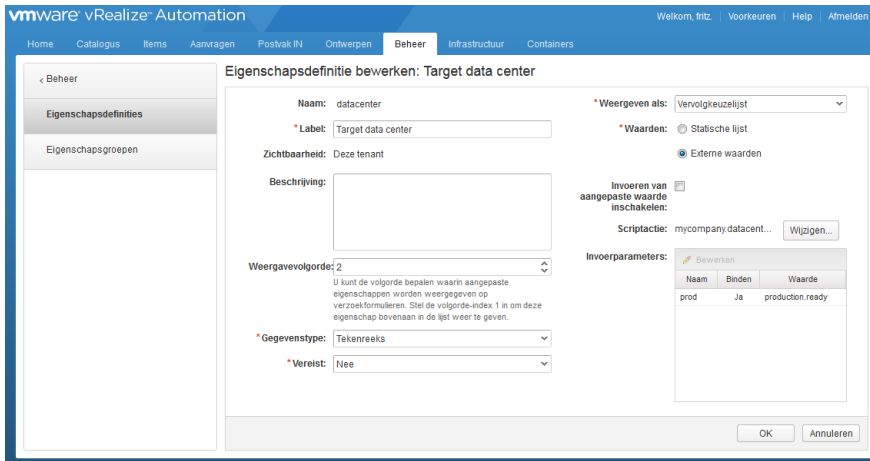 vmware vRealize™ Automation
Welkom, fritz. Voorkeuren Help Afmelden
Home Catalogus Items Aanvragen Postvak IN Ontwerpen Beheer Infrastructuur Containers
< Beheer
Eigenschapsdefinities
Eigenschapsgroepen
Eigenschapsdefinitie bewerken: Target data center
Naam: datacenter
* Label: Target data center
Zichtbaarheid: Deze tenant
Beschrijving:
Weergavevolgorde: 2
U kunt de volgorde bepalen waarin aangepaste
eigenschappen worden weergegeven op
verzoekformulieren. Stel de volgorde-index 1 in om deze
eigenschap bovenaan in de lijst weer te geven.
* Gegevenstype: Tekenreeks
* Vereist: Nee
* Weergeven als: Vervolgkeuzelijst
* Waarden: Statische lijst
Externe waarden
Invoeren van
aangepaste waarde
inschakelen:
Scriptactie: mycompany.datacent... Wijzigen...
Invoerparameters: Bewerken
Naam Binden Waarde
prod Ja production.ready
OK Annuleren